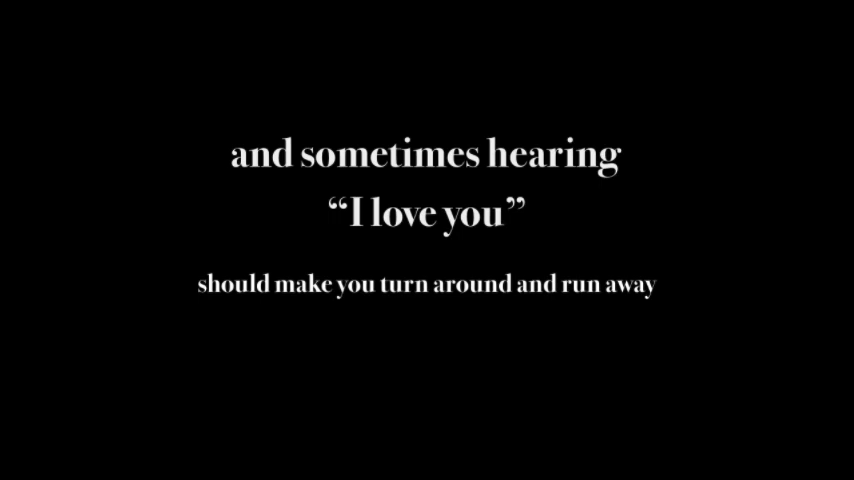 and sometimes hearing
“I love you”
should make you turn around and run away